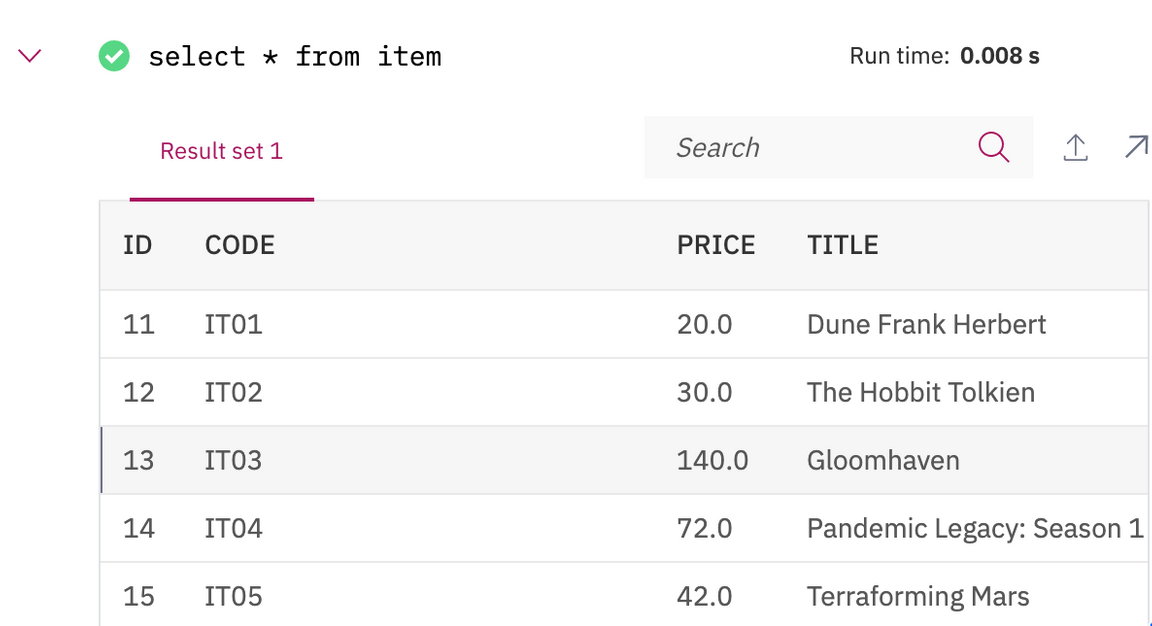 select * from item Run time: 0.008 s
Result set 1 Search
ID CODE PRICE TITLE
11 IT01 20.0 Dune Frank Herbert
12 IT02 30.0 The Hobbit Tolkien
13 IT03 140.0 Gloomhaven
14 IT04 72.0 Pandemic Legacy: Season 1
15 IT05 42.0 Terraforming Mars